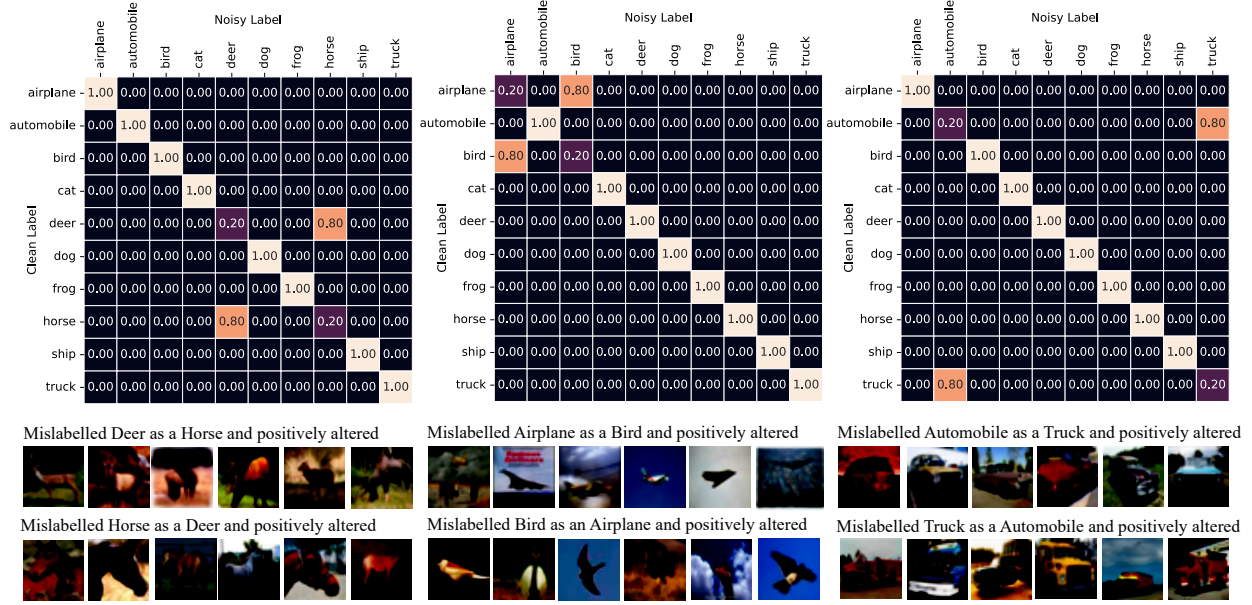 Noisy Label
airplane automobile bird cat deer dog frog horse ship truck
Clean Label
airplane 1.00 0.00 0.00 0.00 0.00 0.00 0.00 0.00 0.00 0.00
automobile 0.00 1.00 0.00 0.00 0.00 0.00 0.00 0.00 0.00 0.00
bird 0.00 0.00 1.00 0.00 0.00 0.00 0.00 0.00 0.00 0.00
cat 0.00 0.00 0.00 1.00 0.00 0.00 0.00 0.00 0.00 0.00
deer 0.00 0.00 0.00 0.00 0.20 0.00 0.00 0.80 0.00 0.00
dog 0.00 0.00 0.00 0.00 0.00 1.00 0.00 0.00 0.00 0.00
frog 0.00 0.00 0.00 0.00 0.00 0.00 1.00 0.00 0.00 0.00
horse 0.00 0.00 0.00 0.00 0.80 0.00 0.00 0.20 0.00 0.00
ship 0.00 0.00 0.00 0.00 0.00 0.00 0.00 0.00 1.00 0.00
truck 0.00 0.00 0.00 0.00 0.00 0.00 0.00 0.00 0.00 1.00
Mislabelled Deer as a Horse and positively altered
Mislabelled Horse as a Deer and positively altered
Noisy Label
airplane automobile bird cat deer dog frog horse ship truck
Clean Label
airplane 0.20 0.00 0.80 0.00 0.00 0.00 0.00 0.00 0.00 0.00
automobile 0.00 1.00 0.00 0.00 0.00 0.00 0.00 0.00 0.00 0.00
bird 0.80 0.00 0.20 0.00 0.00 0.00 0.00 0.00 0.00 0.00
cat 0.00 0.00 0.00 1.00 0.00 0.00 0.00 0.00 0.00 0.00
deer 0.00 0.00 0.00 0.00 1.00 0.00 0.00 0.00 0.00 0.00
dog 0.00 0.00 0.00 0.00 0.00 1.00 0.00 0.00 0.00 0.00
frog 0.00 0.00 0.00 0.00 0.00 0.00 1.00 0.00 0.00 0.00
horse 0.00 0.00 0.00 0.00 0.00 0.00 0.00 1.00 0.00 0.00
ship 0.00 0.00 0.00 0.00 0.00 0.00 0.00 0.00 1.00 0.00
truck 0.00 0.00 0.00 0.00 0.00 0.00 0.00 0.00 0.00 1.00
Mislabelled Airplane as a Bird and positively altered
Mislabelled Bird as an Airplane and positively altered
Noisy Label
airplane automobile bird cat deer dog frog horse ship truck
Clean Label
airplane 1.00 0.00 0.00 0.00 0.00 0.00 0.00 0.00 0.00 0.00
automobile 0.00 0.20 0.00 0.00 0.00 0.00 0.00 0.00 0.00 0.80
bird 0.00 0.00 1.00 0.00 0.00 0.00 0.00 0.00 0.00 0.00
cat 0.00 0.00 0.00 1.00 0.00 0.00 0.00 0.00 0.00 0.00
deer 0.00 0.00 0.00 0.00 1.00 0.00 0.00 0.00 0.00 0.00
dog 0.00 0.00 0.00 0.00 0.00 1.00 0.00 0.00 0.00 0.00
frog 0.00 0.00 0.00 0.00 0.00 0.00 1.00 0.00 0.00 0.00
horse 0.00 0.00 0.00 0.00 0.00 0.00 0.00 1.00 0.00 0.00
ship 0.00 0.00 0.00 0.00 0.00 0.00 0.00 0.00 1.00 0.00
truck 0.00 0.80 0.00 0.00 0.00 0.00 0.00 0.00 0.00 0.20
Mislabelled Automobile as a Truck and positively altered
Mislabelled Truck as a Automobile and positively altered